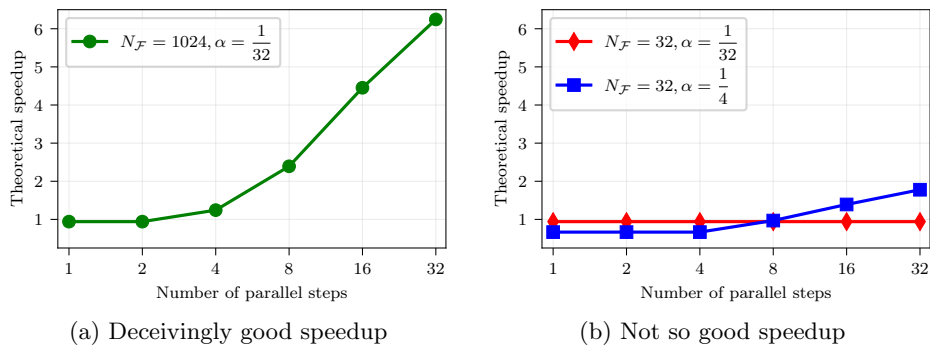 6
5
4
3
2
1
Theoretical speedup
N_F = 1024, α = 1/32
1 2 4 8 16 32
Number of parallel steps
(a) Deceivingly good speedup
6
5
4
3
2
1
Theoretical speedup
N_F = 32, α = 1/32
N_F = 32, α = 1/4
1 2 4 8 16 32
Number of parallel steps
(b) Not so good speedup